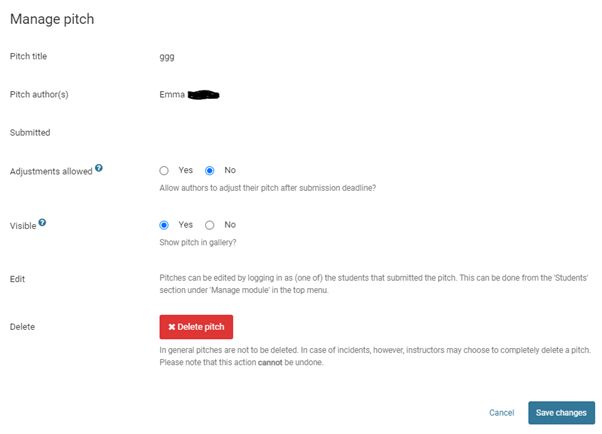 Manage pitch
Pitch title
ggg
Pitch author(s)
Emma
Submitted
Adjustments allowed ?
Yes No
Allow authors to adjust their pitch after submission deadline?
Visible ?
Yes No
Show pitch in gallery?
Edit
Pitches can be edited by logging in as (one of) the students that submitted the pitch. This can be done from the 'Students'
section under 'Manage module' in the top menu.
Delete
✖ Delete pitch
In general pitches are not to be deleted. In case of incidents, however, instructors may choose to completely delete a pitch.
Please note that this action cannot be undone.
Cancel
Save changes